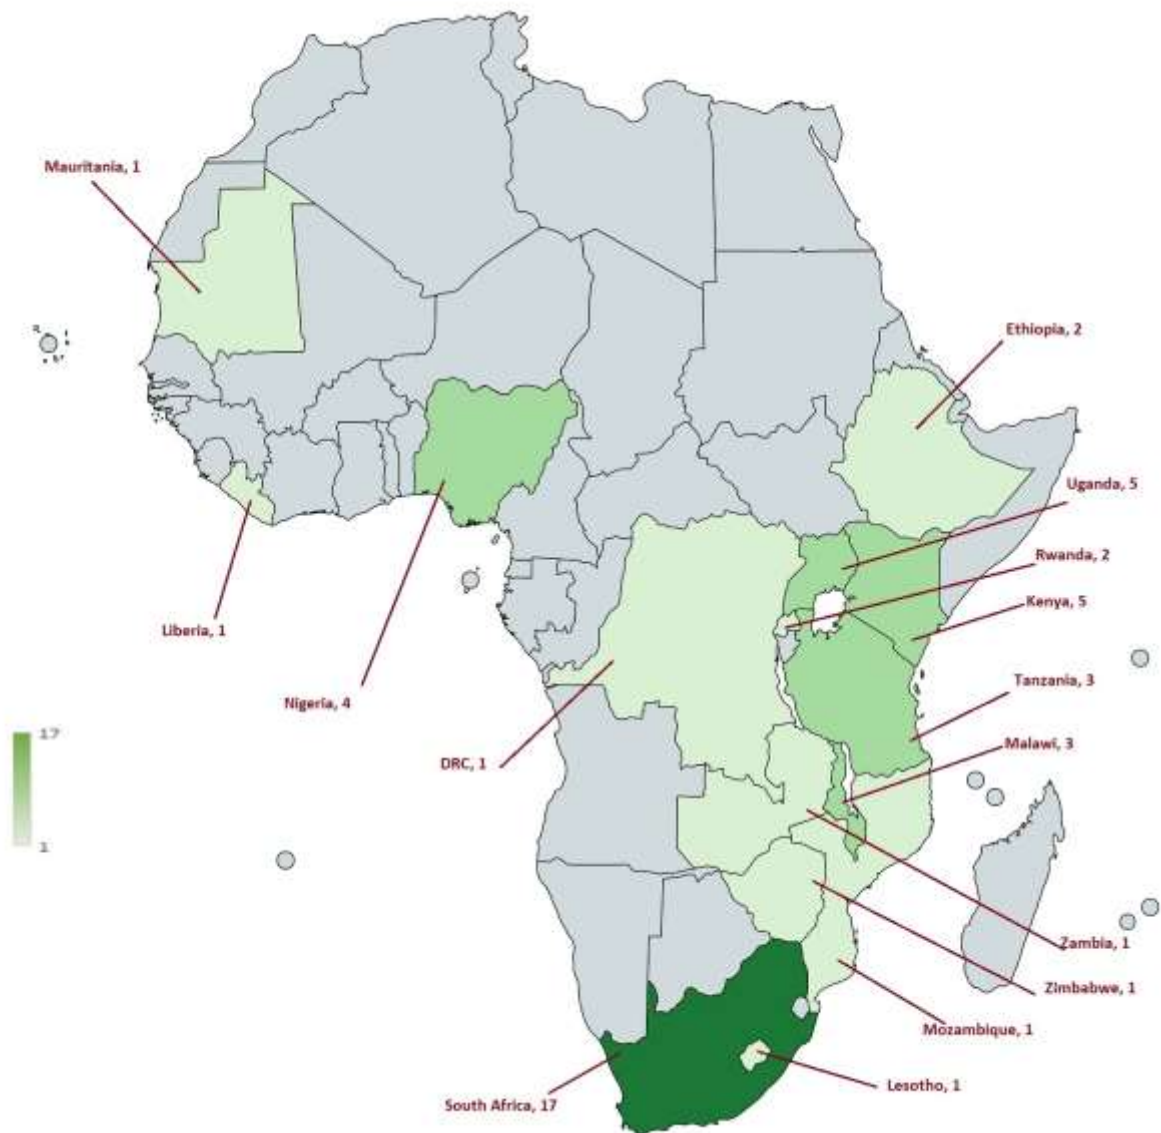 Mauritania, 1
Ethiopia, 2
Uganda, 5
Rwanda, 2
Kenya, 5
Liberia, 1
Tanzania, 3
Nigeria, 4
17
Malawi, 3
DRC, 1
1
Zambia, 1
Zimbabwe, 1
Mozambique, 1
Lesotho, 1
South Africa, 17